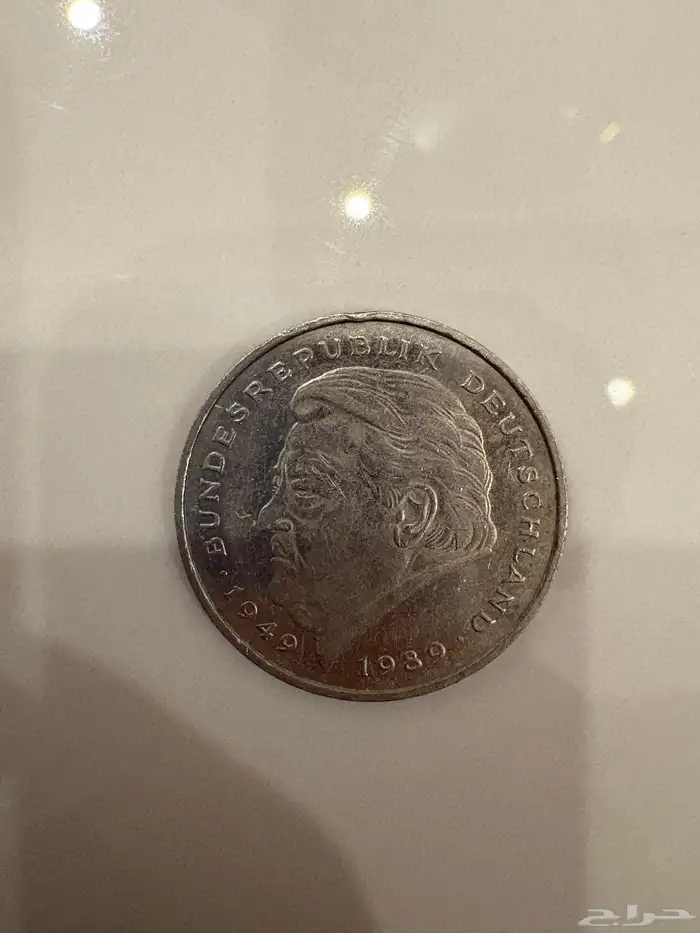 BUNDESREPUBLIK DEUTSCHLAND
· 1949 1989 ·
حراج